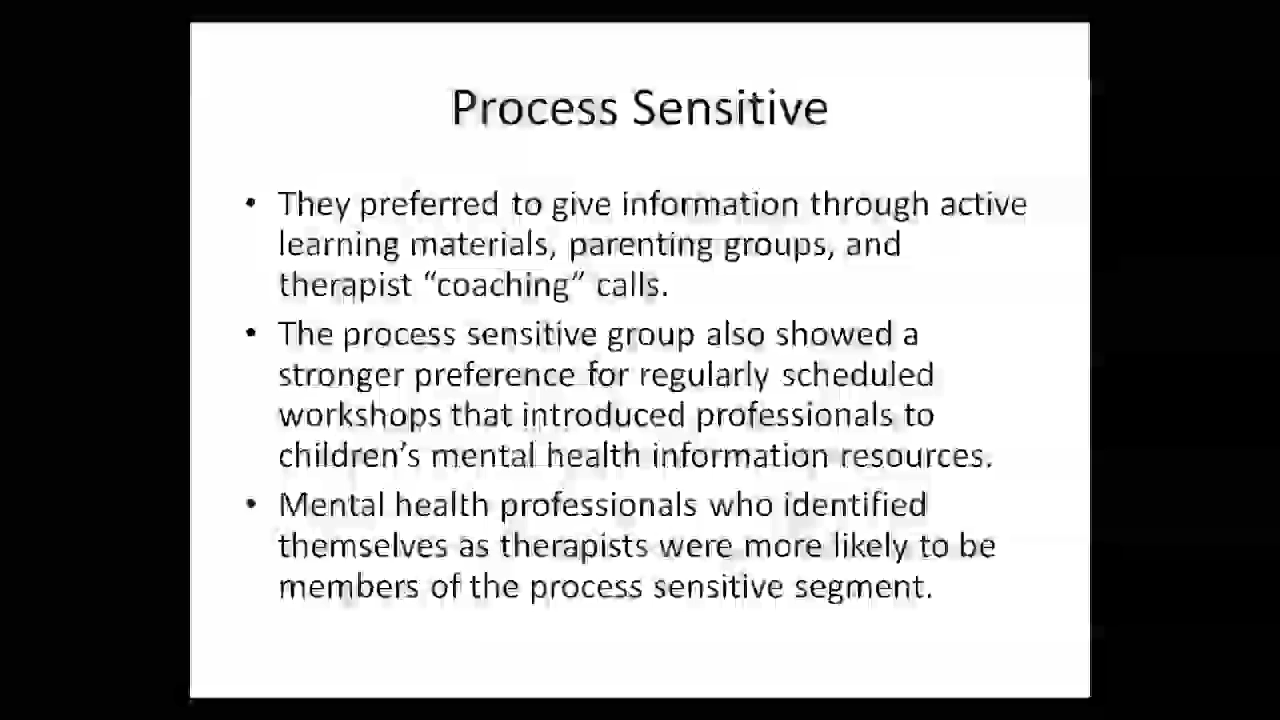 Process Sensitive
• They preferred to give information through active
learning materials, parenting groups, and
therapist “coaching” calls.
• The process sensitive group also showed a
stronger preference for regularly scheduled
workshops that introduced professionals to
children’s mental health information resources.
• Mental health professionals who identified
themselves as therapists were more likely to be
members of the process sensitive segment.